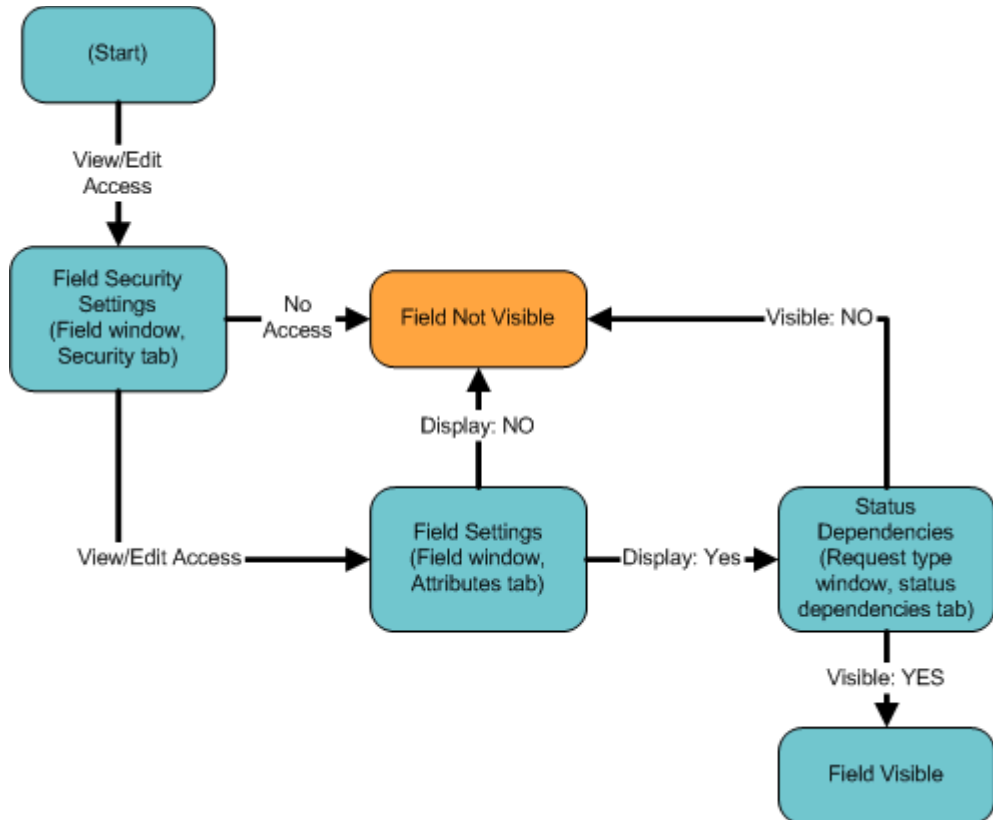 (Start)
View/Edit
Access
Field Security
Settings
(Field window,
Security tab)
No
Access
Field Not Visible
Visible: NO
Display: NO
View/Edit Access
Field Settings
(Field window,
Attributes tab)
Display: Yes
Status
Dependencies
(Request type
window, status
dependencies tab)
Visible: YES
Field Visible